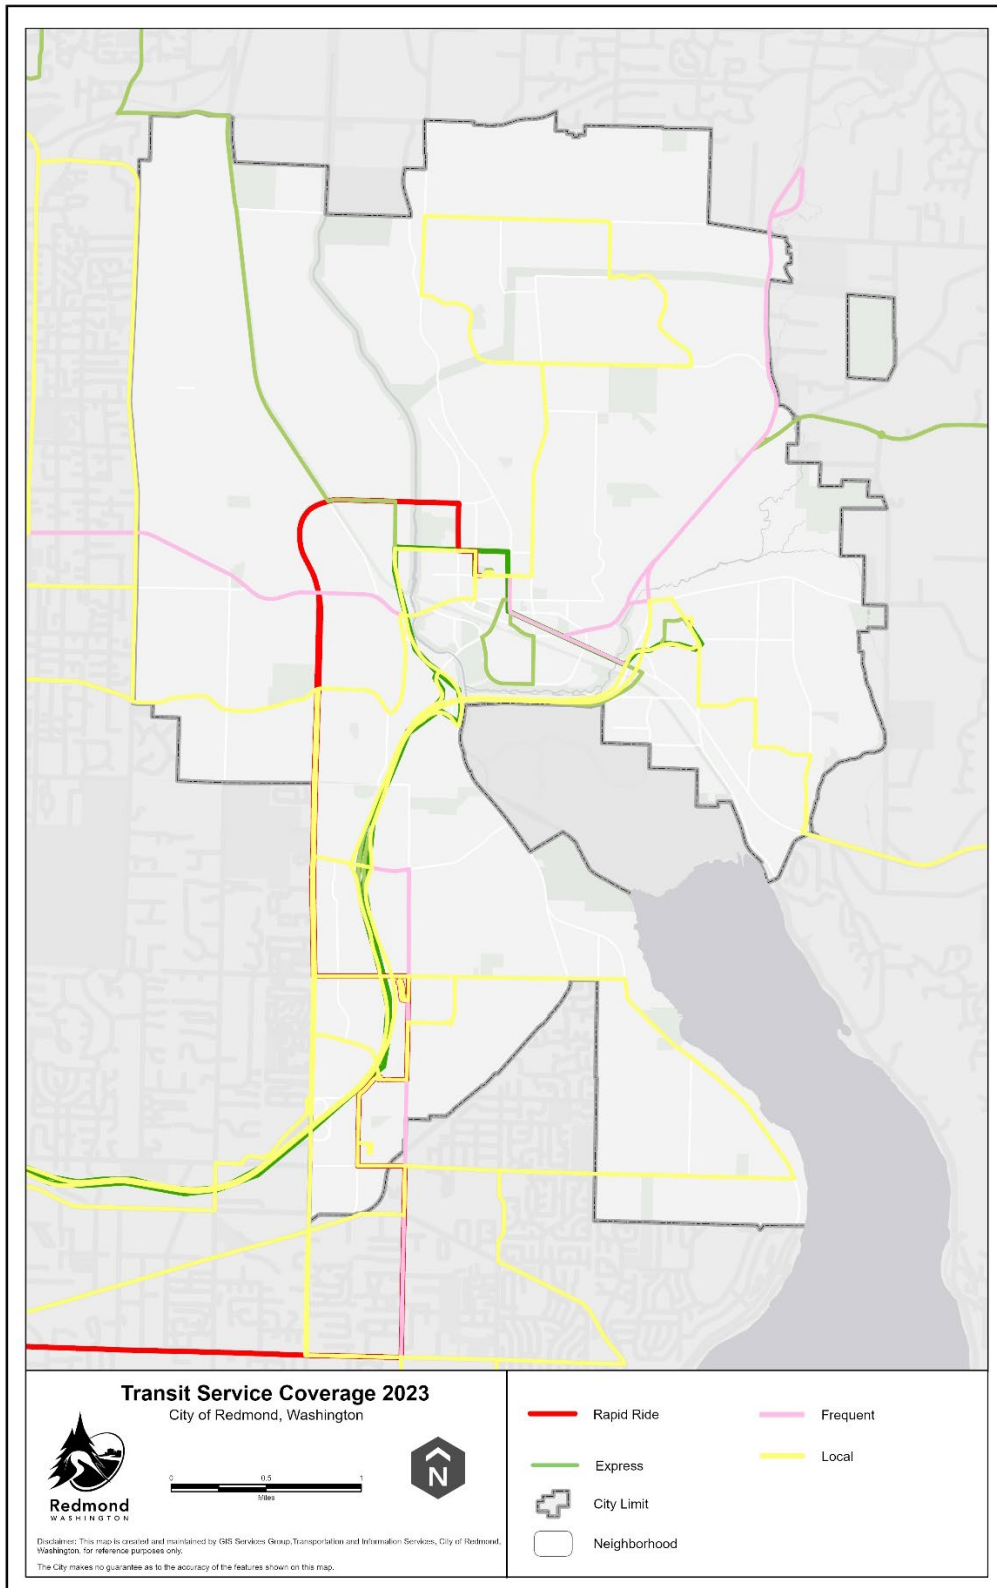 Transit Service Coverage 2023
City of Redmond, Washington
Redmond
WASHINGTON
0 0.5 1
Miles
N
Disclaimer: This map is created and maintained by GIS Services Group,Transportation and Information Services, City of Redmond,
Washington, for reference purposes only.
The City makes no guarantee as to the accuracy of the features shown on this map.
Rapid Ride
Express
City Limit
Neighborhood
Frequent
Local